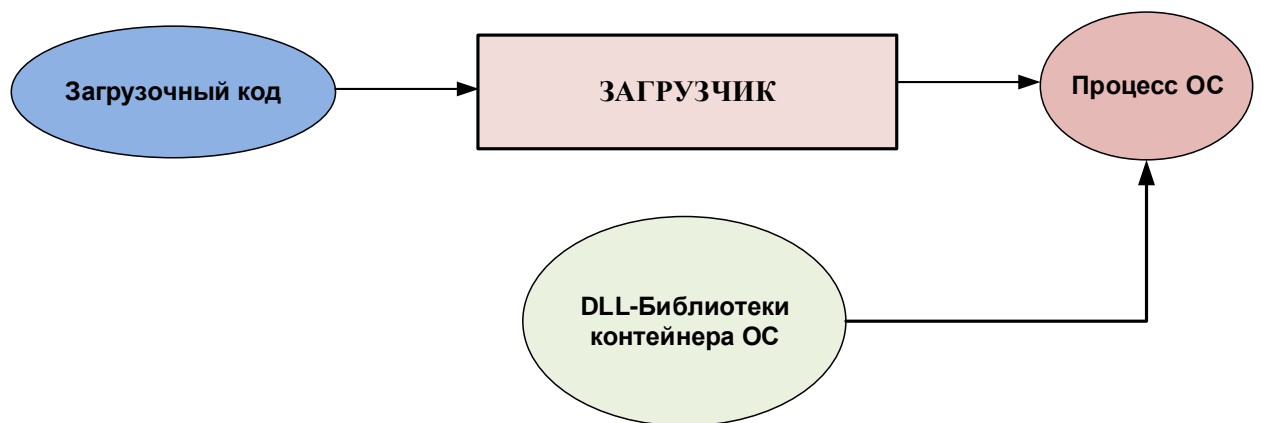 Загрузочный код
ЗАГРУЗЧИК
Процесс ОС
DLL-Библиотеки
контейнера ОС